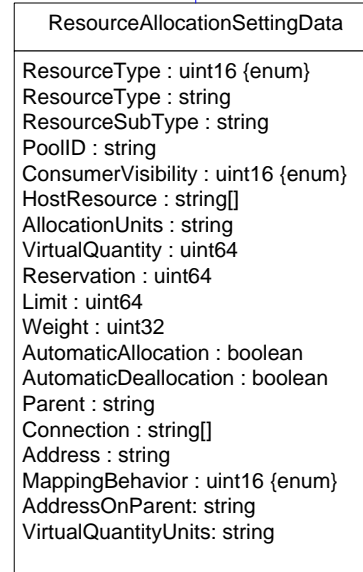 ResourceAllocationSettingData
ResourceType : uint16 {enum}
ResourceType : string
ResourceSubType : string
PoolID : string
ConsumerVisibility : uint16 {enum}
HostResource : string[]
AllocationUnits : string
VirtualQuantity : uint64
Reservation : uint64
Limit : uint64
Weight : uint32
AutomaticAllocation : boolean
AutomaticDeallocation : boolean
Parent : string
Connection : string[]
Address : string
MappingBehavior : uint16 {enum}
AddressOnParent: string
VirtualQuantityUnits: string